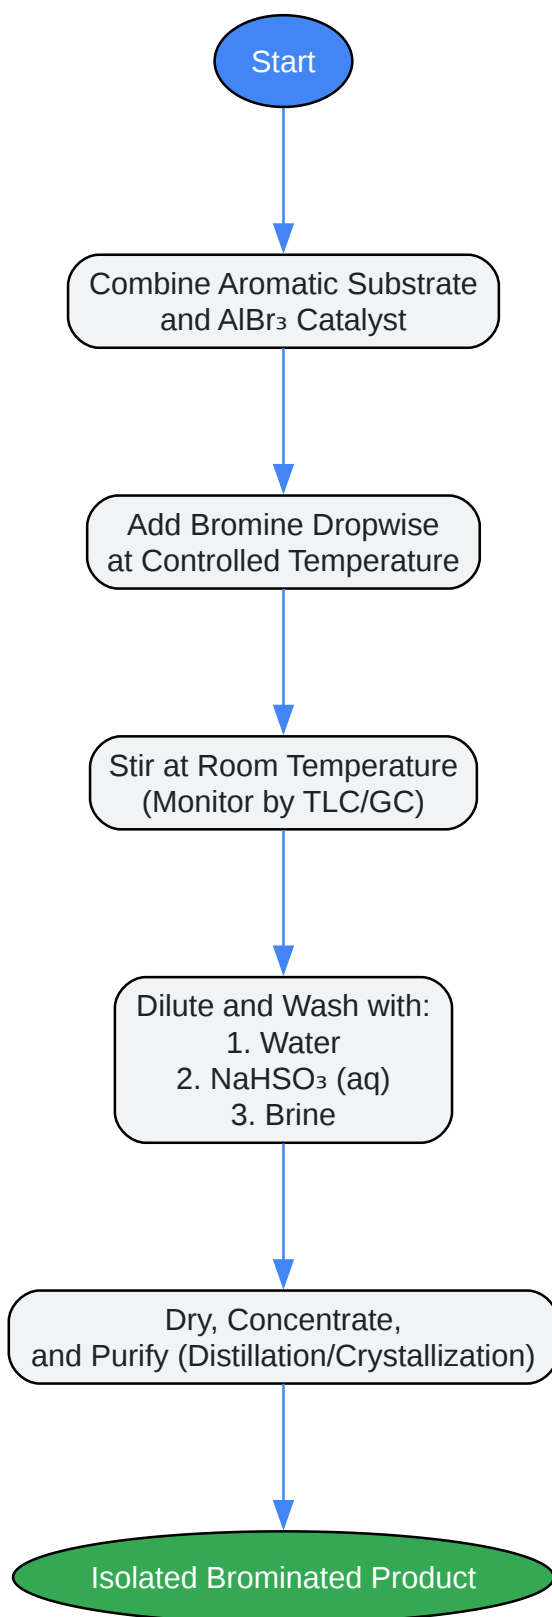 Start
Combine Aromatic Substrate
and AlBr₃ Catalyst
Add Bromine Dropwise
at Controlled Temperature
Stir at Room Temperature
(Monitor by TLC/GC)
Dilute and Wash with:
1. Water
2. NaHSO₃ (aq)
3. Brine
Dry, Concentrate,
and Purify (Distillation/Crystallization)
Isolated Brominated Product